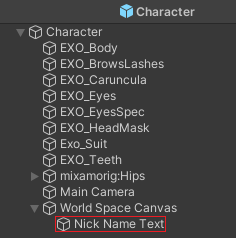 Character
Character
EXO_Body
EXO_BrowsLashes
EXO_Caruncula
EXO_Eyes
EXO_EyesSpec
EXO_HeadMask
Exo_Suit
EXO_Teeth
mixamorig:Hips
Main Camera
World Space Canvas
Nick Name Text